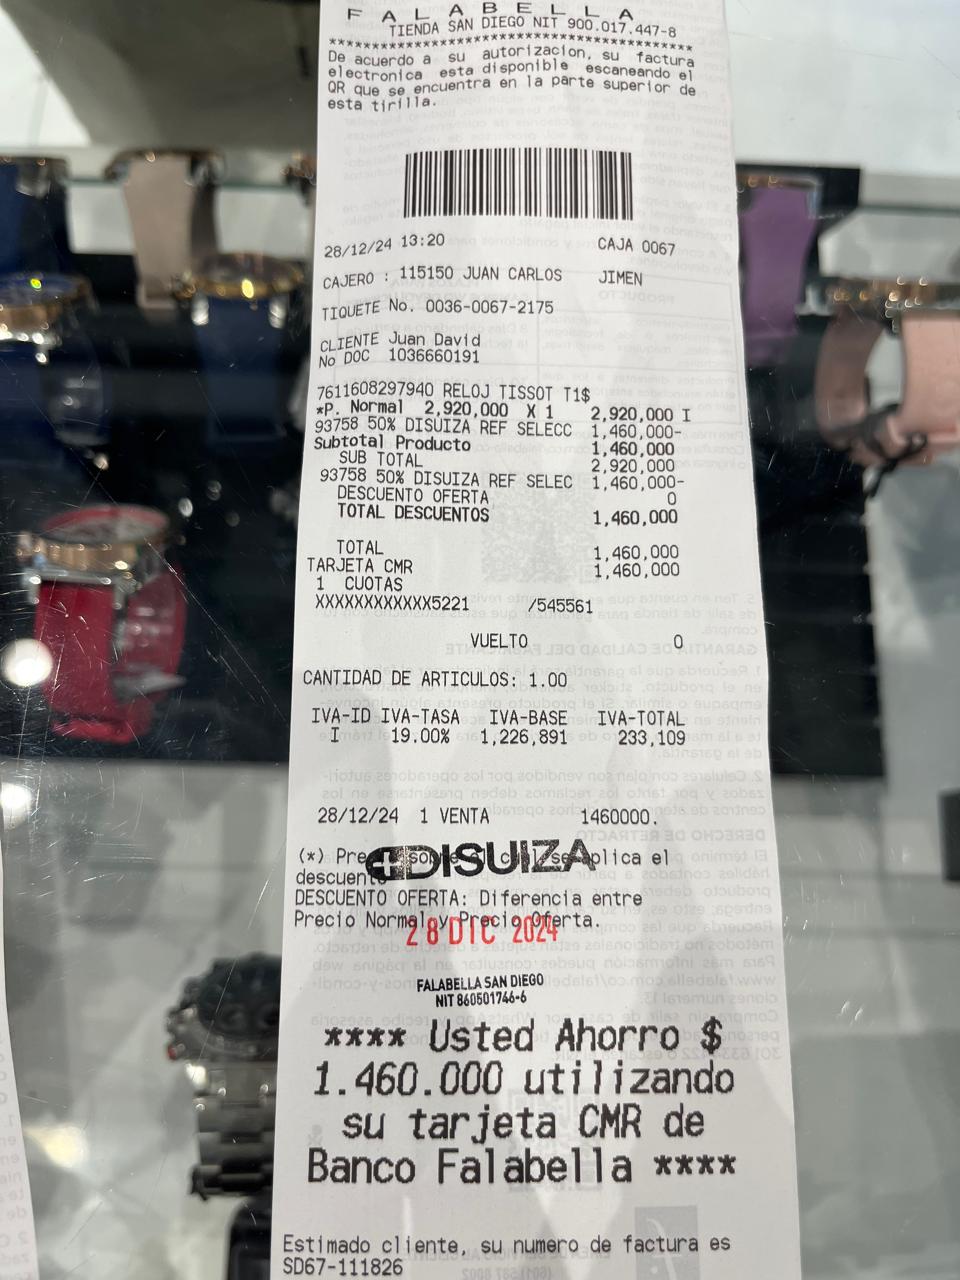 F A L A B E L L A
TIENDA SAN DIEGO NIT 900.017.447-8
****************************************************
De acuerdo a su autorizacion, su factura
electronica esta disponible escaneando el
QR que se encuentra en la parte superior de
esta tirilla.
28/12/24 13:20 CAJA 0067
CAJERO : 115150 JUAN CARLOS JIMEN
TIQUETE No. 0036-0067-2175
CLIENTE Juan David
No DOC 1036660191
7611608297940 RELOJ TISSOT T1$
*P. Normal 2,920,000 X 1 2,920,000 I
93758 50% DISUIZA REF SELECC 1,460,000-
Subtotal Producto 1,460,000
SUB TOTAL 2,920,000
93758 50% DISUIZA REF SELEC 1,460,000-
DESCUENTO OFERTA 0
TOTAL DESCUENTOS 1,460,000
TOTAL 1,460,000
TARJETA CMR 1,460,000
1 CUOTAS
XXXXXXXXXXXX5221 /545561
VUELTO 0
CANTIDAD DE ARTICULOS: 1.00
IVA-ID IVA-TASA IVA-BASE IVA-TOTAL
I 19.00% 1,226,891 233,109
28/12/24 1 VENTA 1460000.
(*) Pre sob l c l se aplica el
DISUIZA
descuent
DESCUENTO OFERTA: Diferencia entre
Precio Normal y Precio Oferta.
28 DIC 2024
FALABELLA SAN DIEGO
NIT 860501746-6
**** Usted Ahorro $
1.460.000 utilizando
su tarjeta CMR de
Banco Falabella ****
Estimado cliente, su numero de factura es
SD67-111826